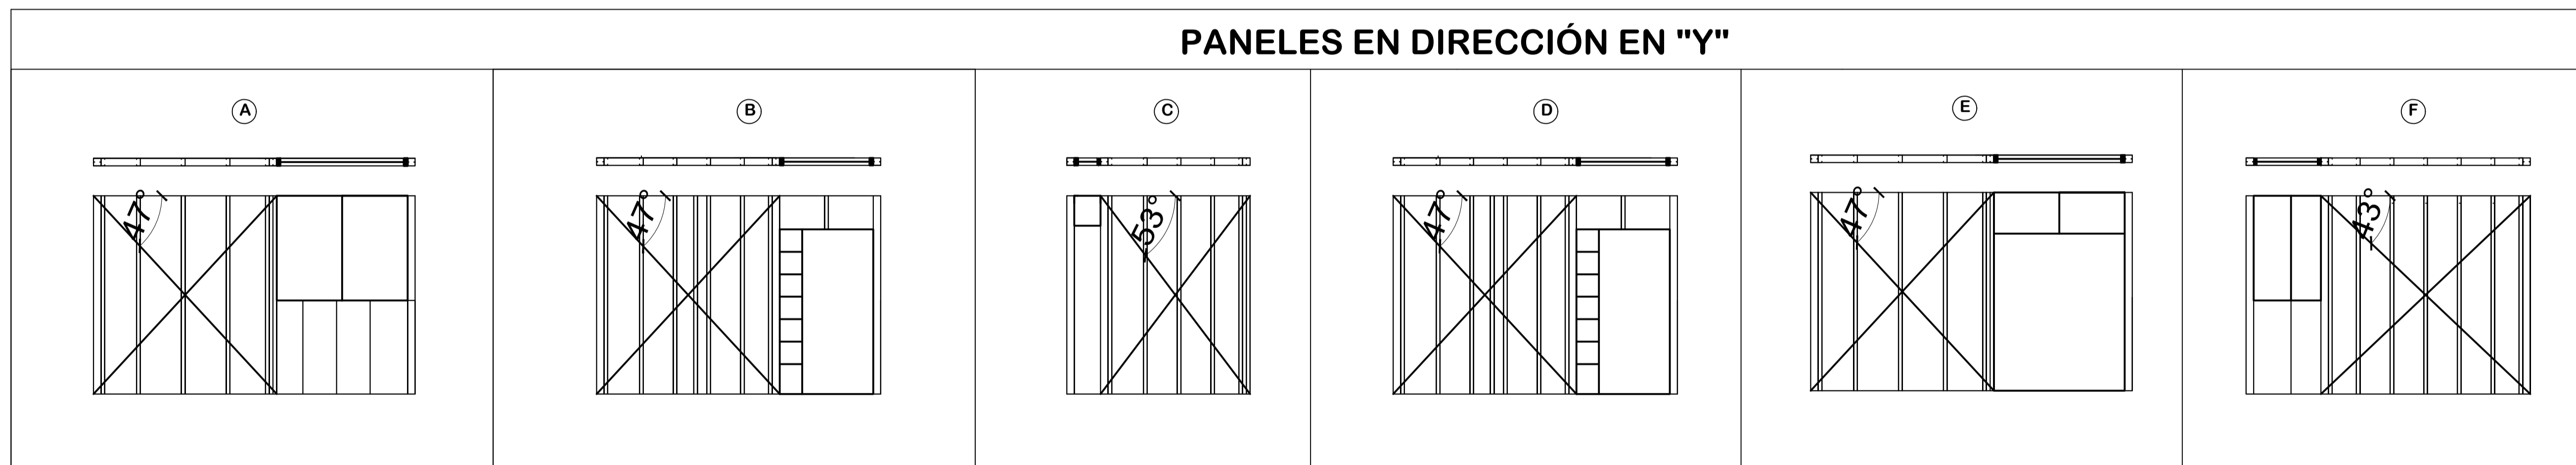 PANELES EN DIRECCIÓN EN "Y"
A
B
C
D
E
F
47°
47°
53°
47°
47°
43°